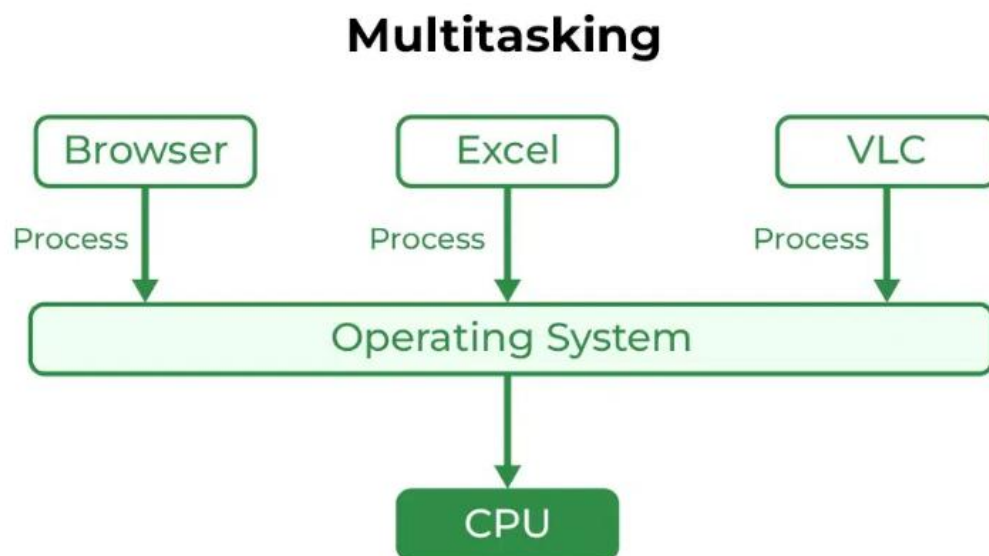 Multitasking
Browser
Excel
VLC
Process
Process
Process
Operating System
CPU